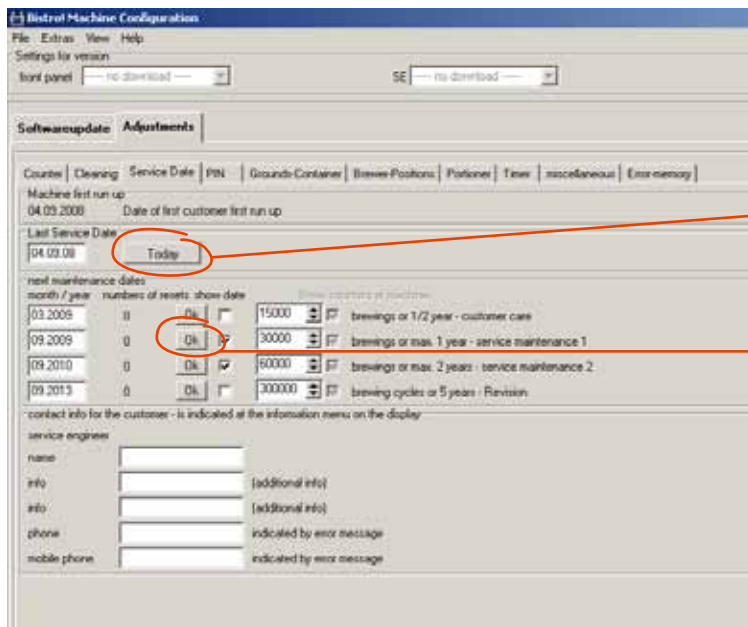 Bistrot Machine Configuration
File Extras View Help
Settings for version
front panel ---- no download ---- SE ---- no download ----
Softwareupdate Adjustments
Counter Cleaning Service Date PIN Grounds-Container Brewer-Positions Portioner Timer miscellaneous Error-memory
Machine first run up
04.09.2008 Date of first customer first run up
Last Service Date
04.09.08 Today
next maintenance dates
month / year numbers of resets show date
03.2009 0 Ok 15000 brewings or 1/2 year - customer care
09.2009 0 Ok 30000 brewings or max. 1 year - service maintenance 1
09.2010 0 Ok 60000 brewings or max. 2 years - service maintenance 2
09.2013 0 Ok 300000 brewing cycles or 5 years - Revision
contact info for the customer - is indicated at the information menu on the display
service engineer
name
info (additional info)
info (additional info)
phone indicated by error message
mobile phone indicated by error message